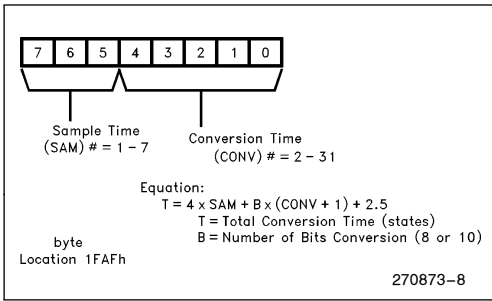 7 6 5 4 3 2 1 0
Sample Time
(SAM) # = 1 – 7
Conversion Time
(CONV) # = 2 – 31
Equation:
T = 4 x SAM + B x (CONV + 1) + 2.5
T = Total Conversion Time (states)
B = Number of Bits Conversion (8 or 10)
byte
Location 1FAFh
270873–8